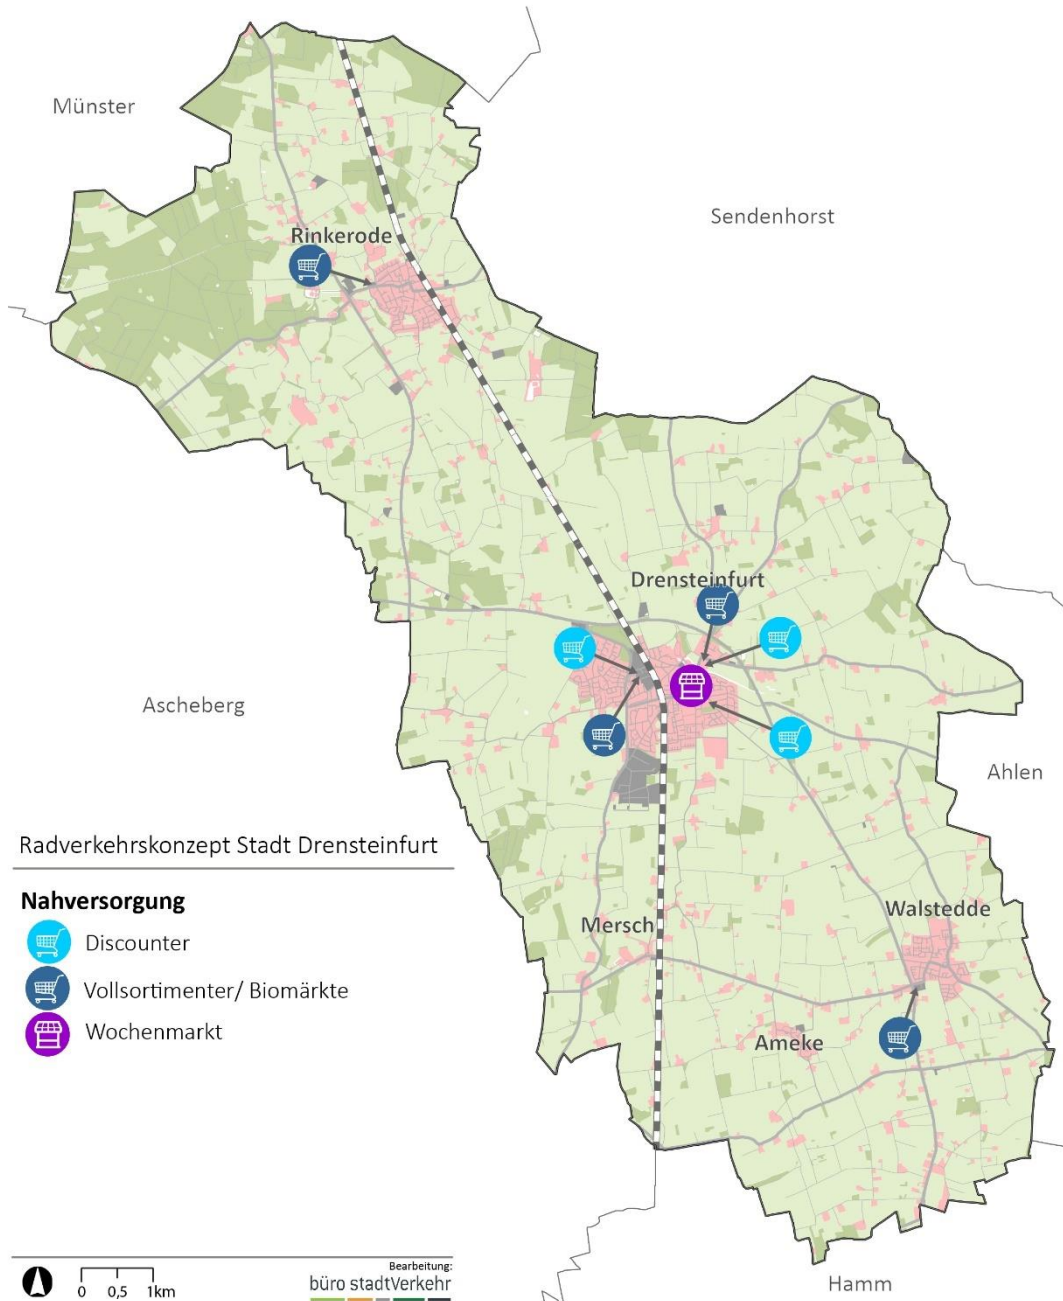 Münster
Sendenhorst
Rinkerode
Drensteinfurt
Ascheberg
Ahlen
Radverkehrskonzept Stadt Drensteinfurt
Nahversorgung
Discounter
Vollsortimenter/ Biomärkte
Wochenmarkt
Walstedde
Mersch
Ameke
Bearbeitung:
büro stadtVerkehr
0 0,5 1km
Hamm